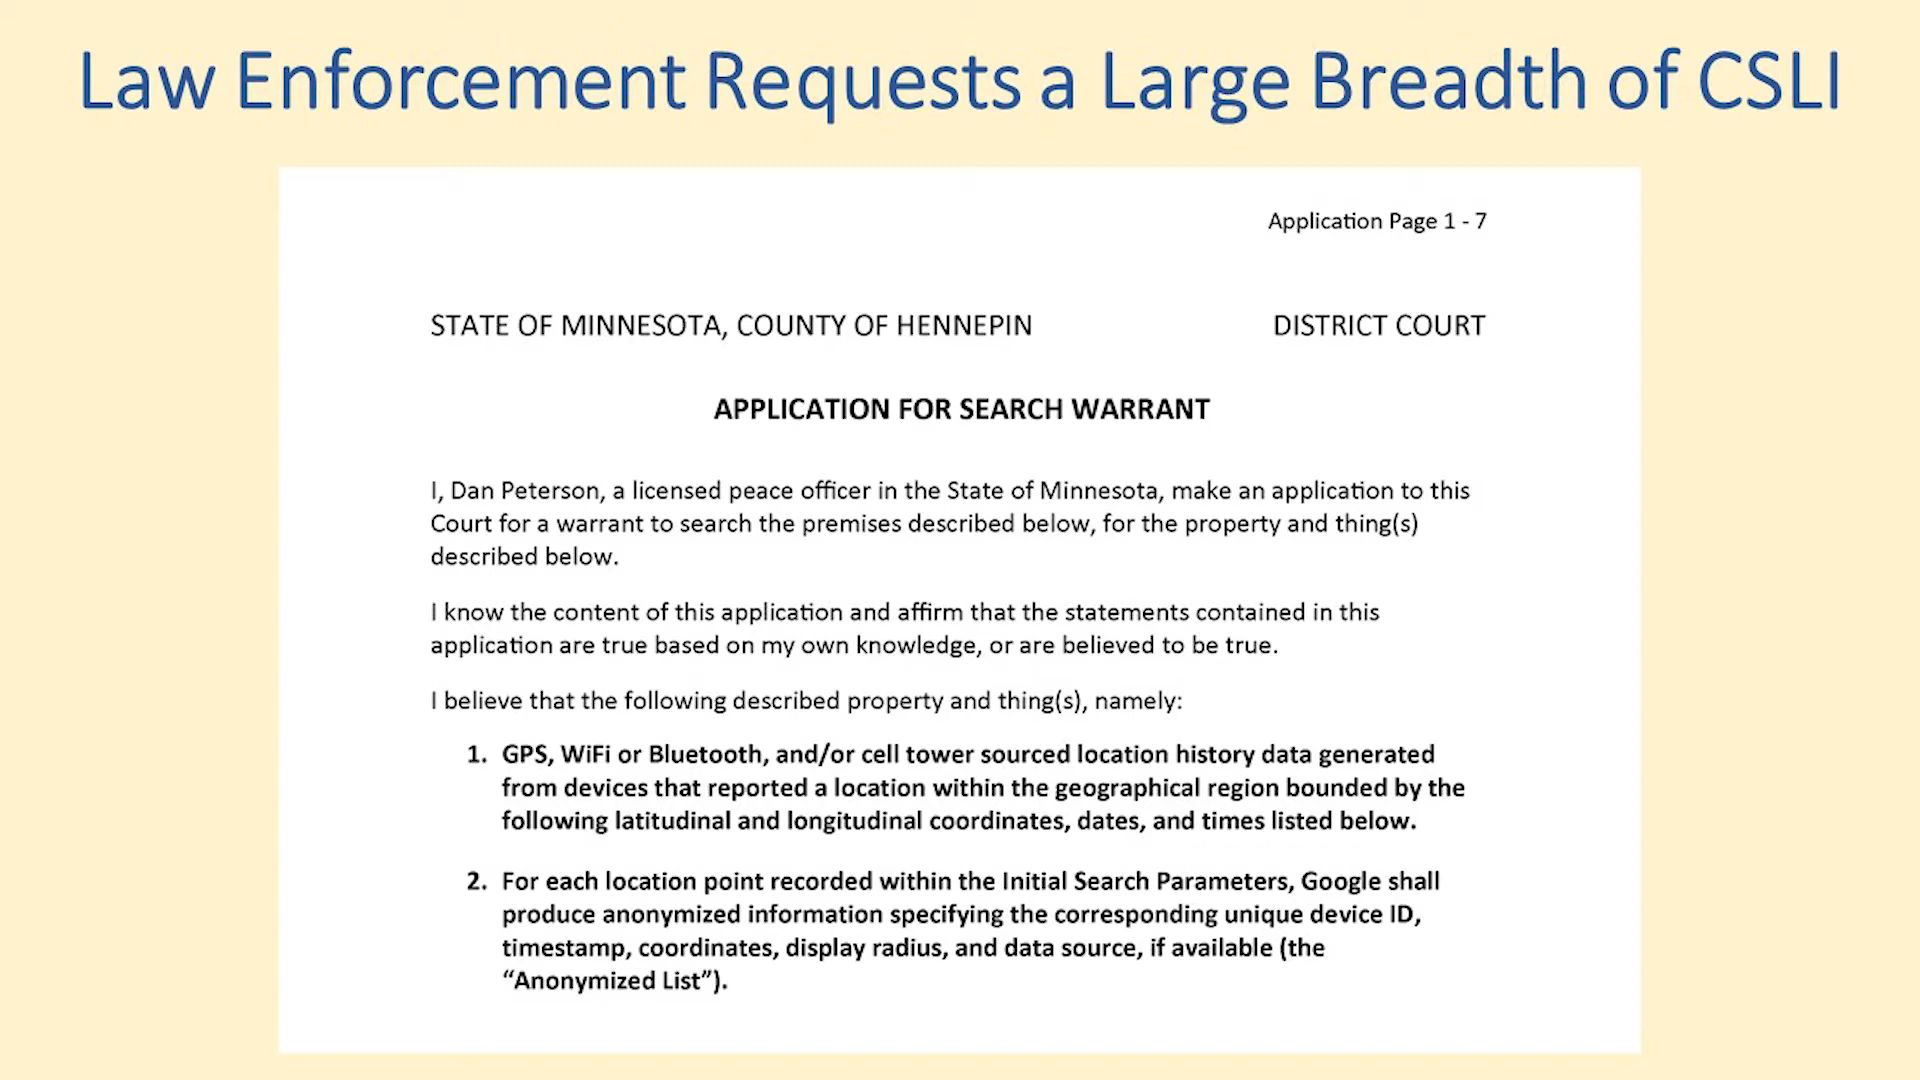 Law Enforcement Requests a Large Breadth of CSLI
Application Page 1 - 7
STATE OF MINNESOTA, COUNTY OF HENNEPIN DISTRICT COURT
APPLICATION FOR SEARCH WARRANT
I, Dan Peterson, a licensed peace officer in the State of Minnesota, make an application to this
Court for a warrant to search the premises described below, for the property and thing(s)
described below.
I know the content of this application and affirm that the statements contained in this
application are true based on my own knowledge, or are believed to be true.
I believe that the following described property and thing(s), namely:
1. GPS, WiFi or Bluetooth, and/or cell tower sourced location history data generated
from devices that reported a location within the geographical region bounded by the
following latitudinal and longitudinal coordinates, dates, and times listed below.
2. For each location point recorded within the Initial Search Parameters, Google shall
produce anonymized information specifying the corresponding unique device ID,
timestamp, coordinates, display radius, and data source, if available (the
“Anonymized List”).